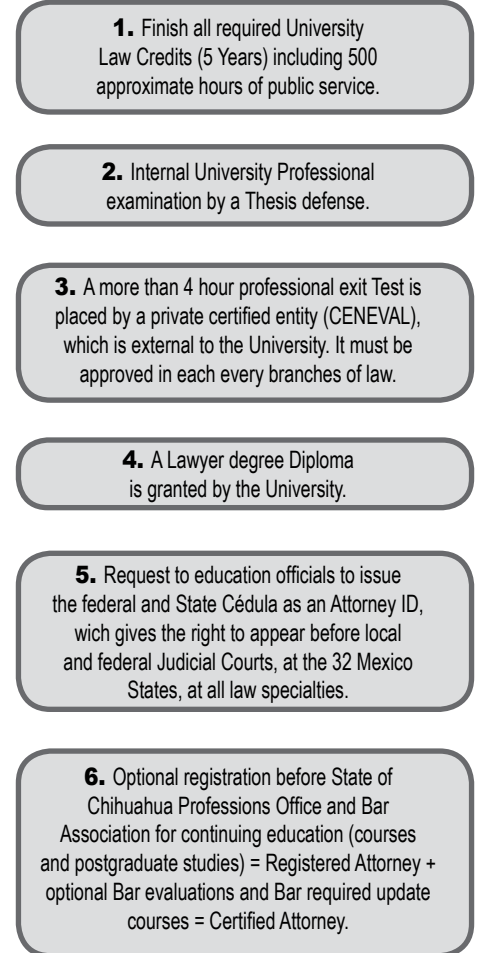 1. Finish all required University
Law Credits (5 Years) including 500
approximate hours of public service.
2. Internal University Professional
examination by a Thesis defense.
3. A more than 4 hour professional exit Test is
placed by a private certified entity (CENEVAL),
which is external to the University. It must be
approved in each every branches of law.
4. A Lawyer degree Diploma
is granted by the University.
5. Request to education officials to issue
the federal and State Cédula as an Attorney ID,
wich gives the right to appear before local
and federal Judicial Courts, at the 32 Mexico
States, at all law specialties.
6. Optional registration before State of
Chihuahua Professions Office and Bar
Association for continuing education (courses
and postgraduate studies) = Registered Attorney +
optional Bar evaluations and Bar required update
courses = Certified Attorney.